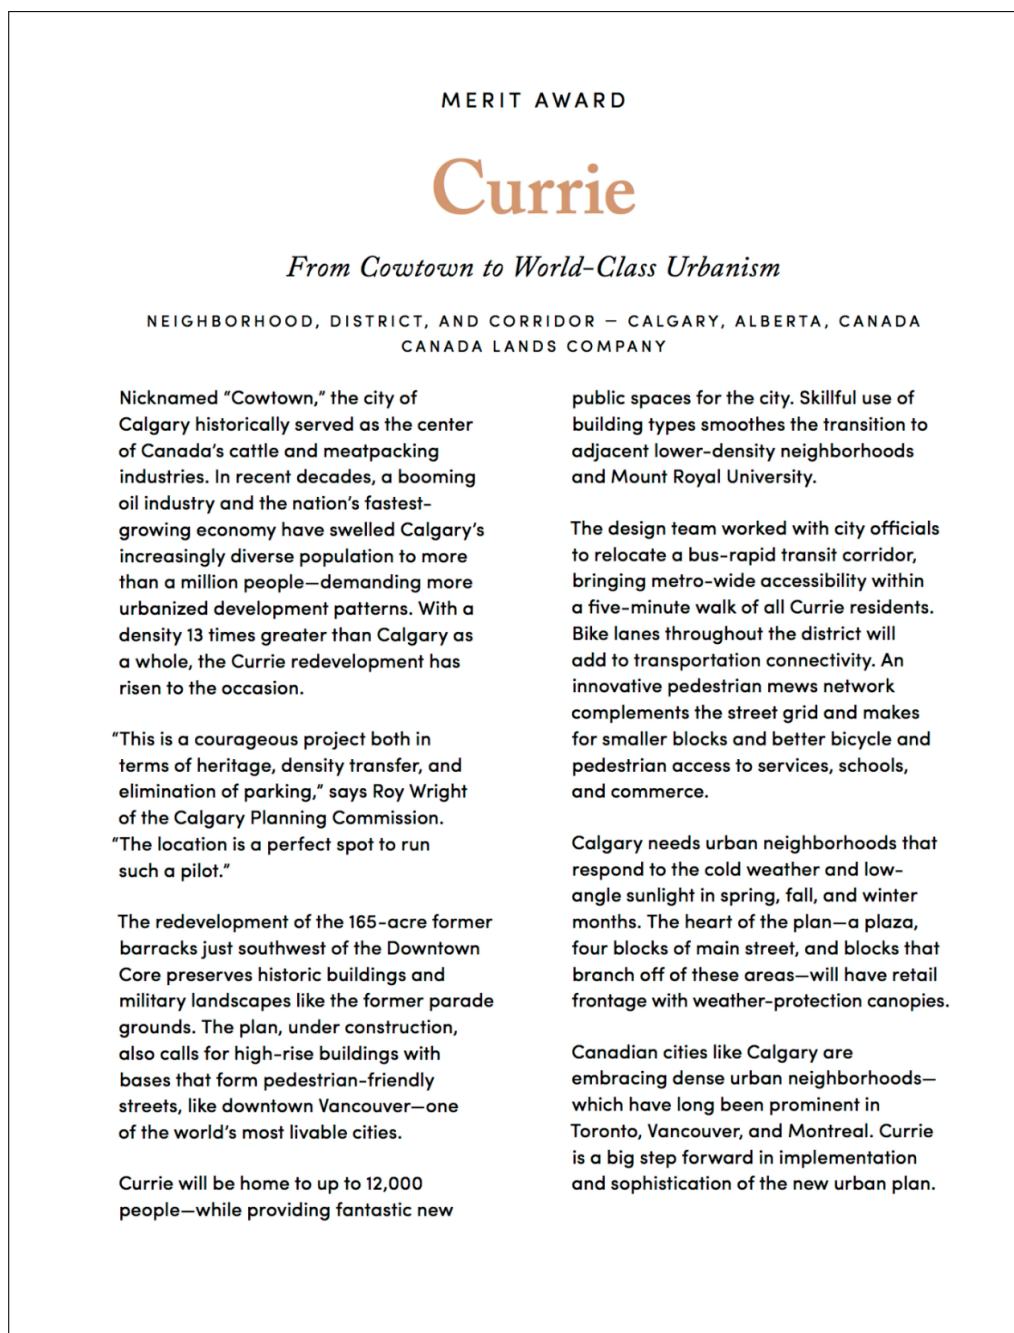 MERIT AWARD
Currie
From Cowtown to World-Class Urbanism
NEIGHBORHOOD, DISTRICT, AND CORRIDOR — CALGARY, ALBERTA, CANADA
CANADA LANDS COMPANY
Nicknamed “Cowtown,” the city of
Calgary historically served as the center
of Canada’s cattle and meatpacking
industries. In recent decades, a booming
oil industry and the nation’s fastest-
growing economy have swelled Calgary’s
increasingly diverse population to more
than a million people—demanding more
urbanized development patterns. With a
density 13 times greater than Calgary as
a whole, the Currie redevelopment has
risen to the occasion.
“This is a courageous project both in
terms of heritage, density transfer, and
elimination of parking,” says Roy Wright
of the Calgary Planning Commission.
“The location is a perfect spot to run
such a pilot.”
The redevelopment of the 165-acre former
barracks just southwest of the Downtown
Core preserves historic buildings and
military landscapes like the former parade
grounds. The plan, under construction,
also calls for high-rise buildings with
bases that form pedestrian-friendly
streets, like downtown Vancouver—one
of the world’s most livable cities.
Currie will be home to up to 12,000
people—while providing fantastic new
public spaces for the city. Skillful use of
building types smoothes the transition to
adjacent lower-density neighborhoods
and Mount Royal University.
The design team worked with city officials
to relocate a bus-rapid transit corridor,
bringing metro-wide accessibility within
a five-minute walk of all Currie residents.
Bike lanes throughout the district will
add to transportation connectivity. An
innovative pedestrian mews network
complements the street grid and makes
for smaller blocks and better bicycle and
pedestrian access to services, schools,
and commerce.
Calgary needs urban neighborhoods that
respond to the cold weather and low-
angle sunlight in spring, fall, and winter
months. The heart of the plan—a plaza,
four blocks of main street, and blocks that
branch off of these areas—will have retail
frontage with weather-protection canopies.
Canadian cities like Calgary are
embracing dense urban neighborhoods—
which have long been prominent in
Toronto, Vancouver, and Montreal. Currie
is a big step forward in implementation
and sophistication of the new urban plan.